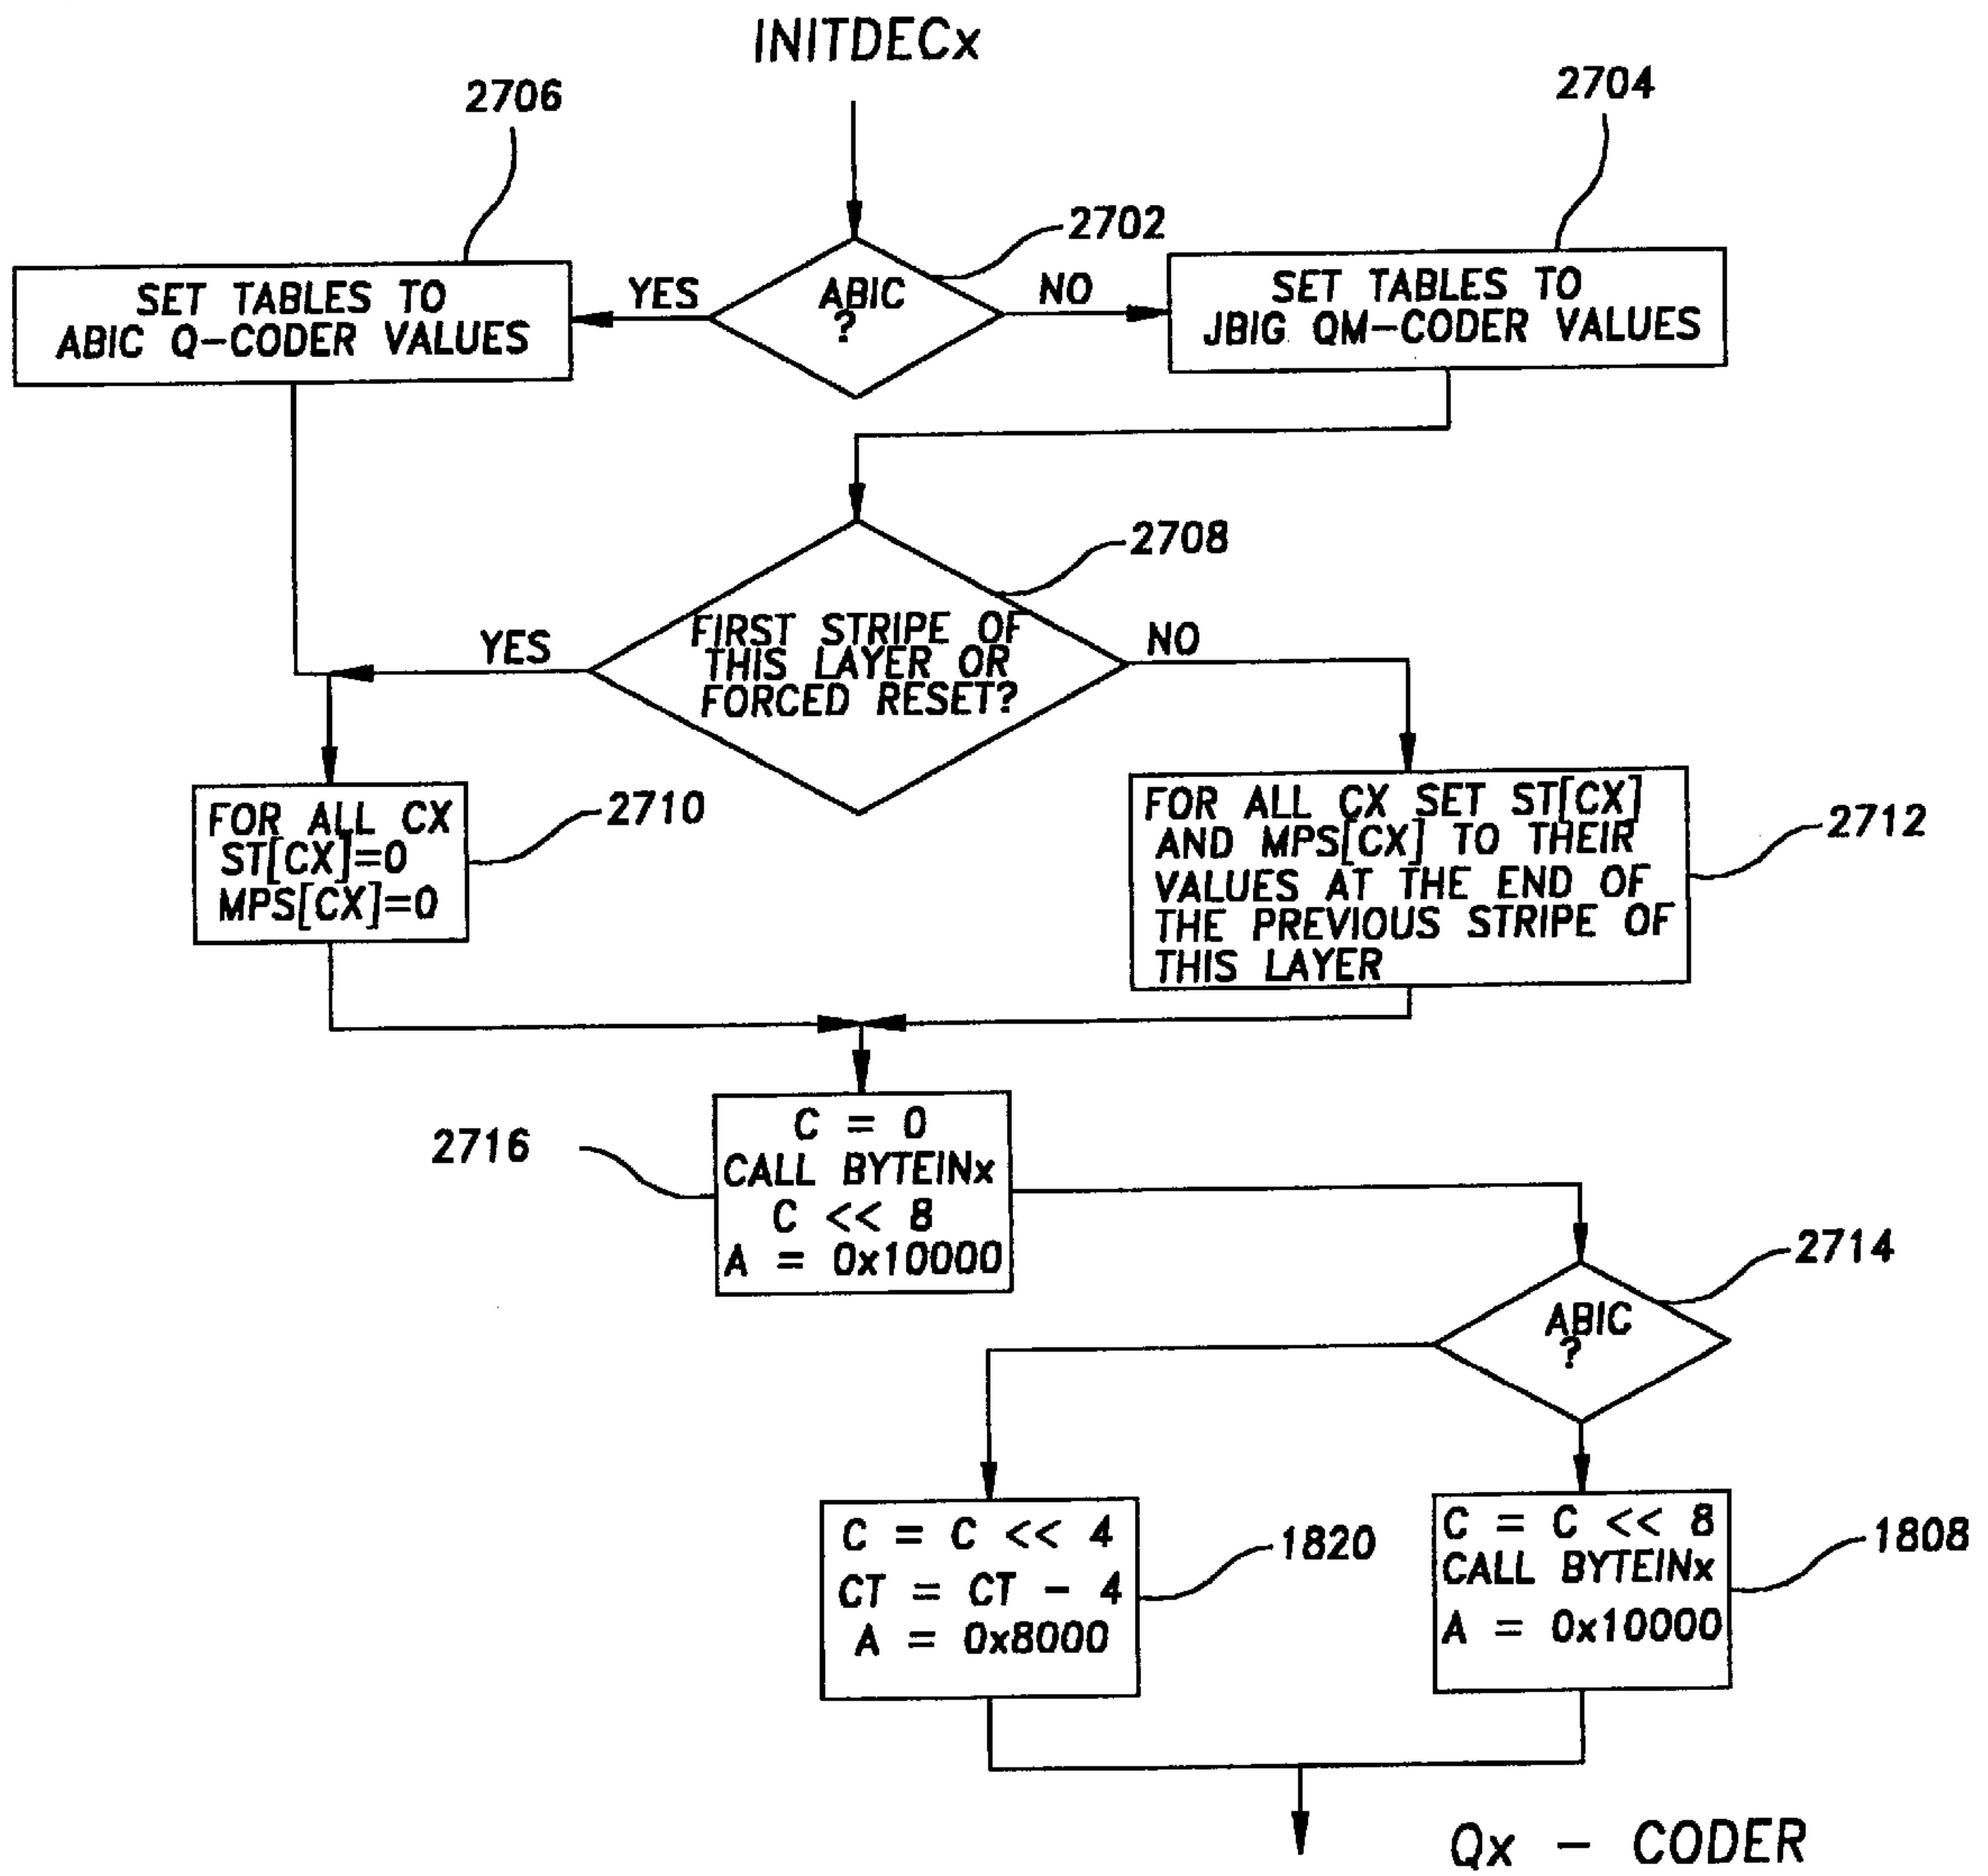 INITDECx
2706
2704
2702
SET TABLES TO
ABIC Q-CODER VALUES
YES
ABIC
?
NO
SET TABLES TO
JBIG QM-CODER VALUES
2708
YES
FIRST STRIPE OF
THIS LAYER OR
FORCED RESET?
NO
FOR ALL CX
ST[CX]=0
MPS[CX]=0
2710
FOR ALL CX SET ST[CX]
AND MPS[CX] TO THEIR
VALUES AT THE END OF
THE PREVIOUS STRIPE OF
THIS LAYER
2712
2716
C = 0
CALL BYTEINx
C << 8
A = 0x10000
2714
ABIC
?
C = C << 4
CT = CT - 4
A = 0x8000
1820
C = C << 8
CALL BYTEINx
A = 0x10000
1808
Qx - CODER